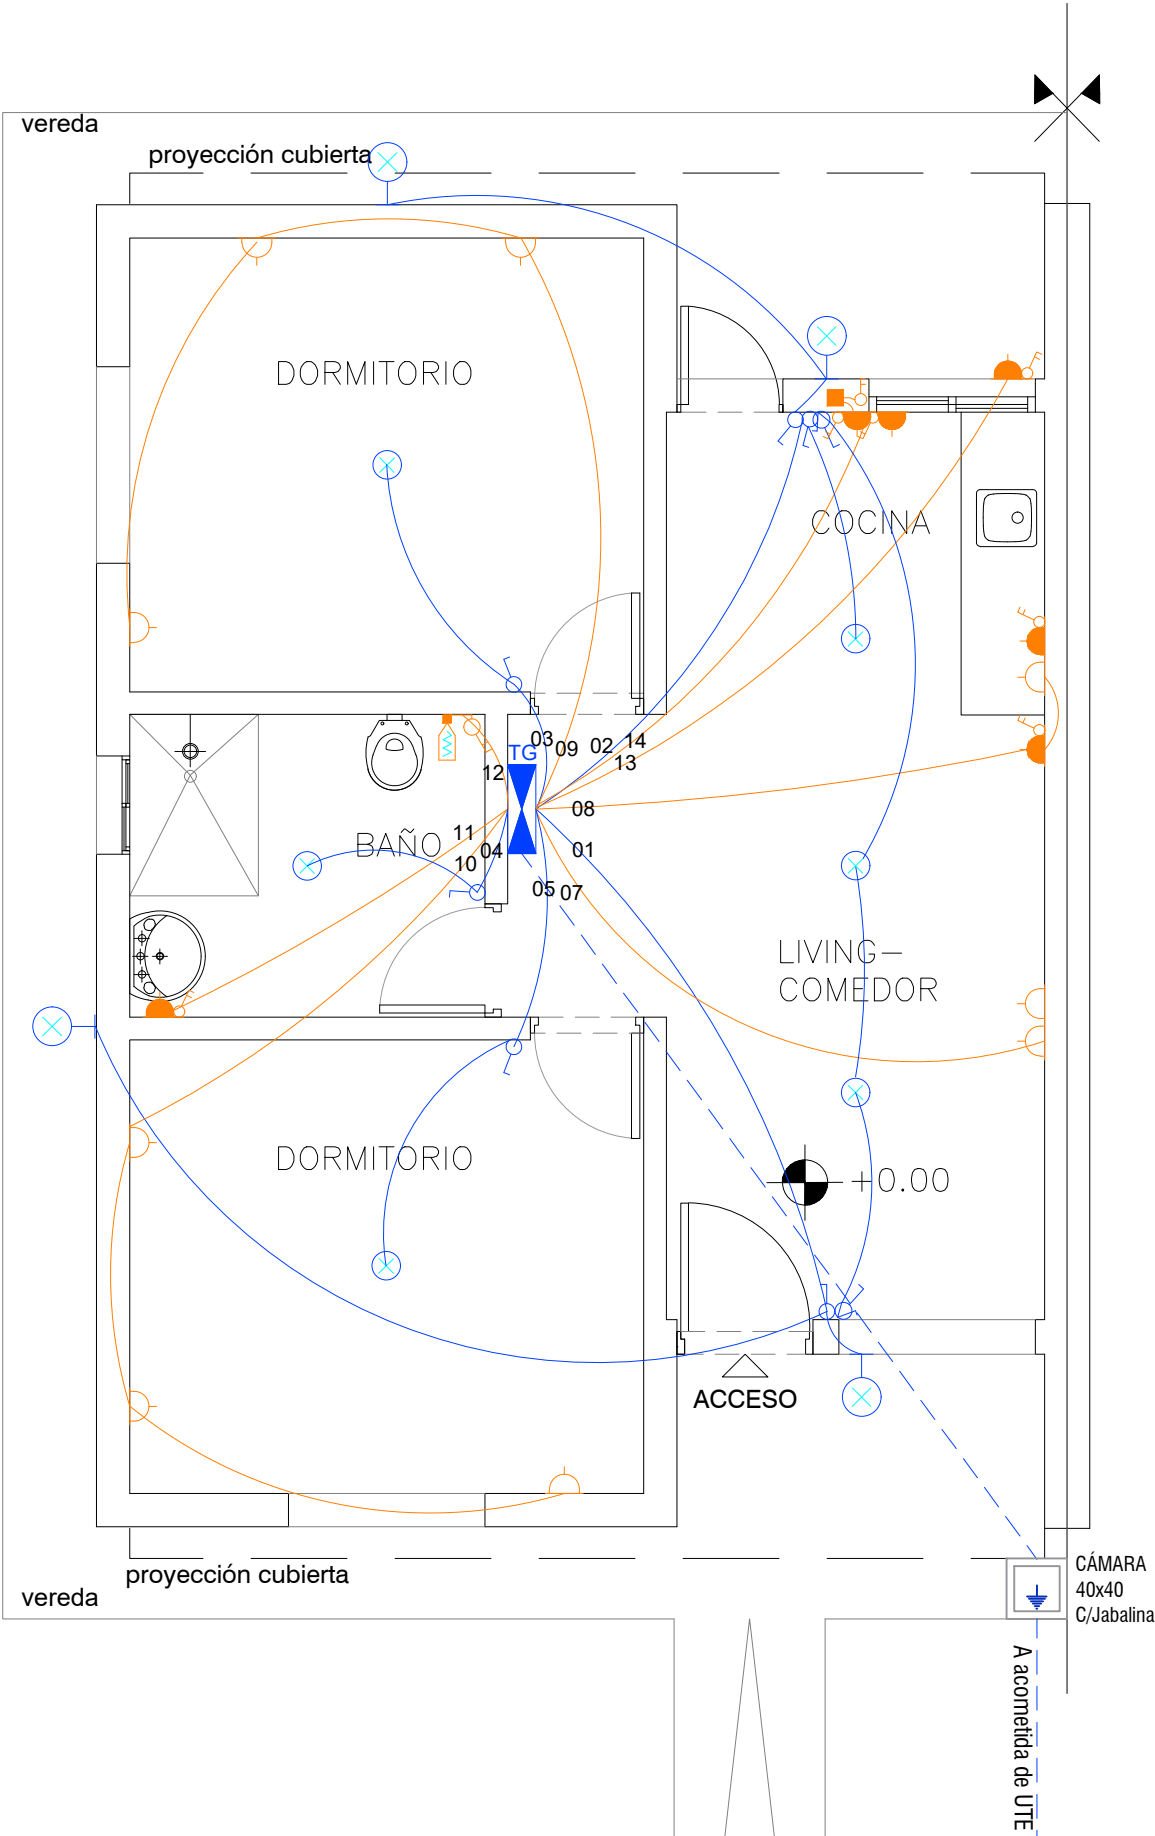 vereda
proyección cubierta
DORMITORIO
COCINA
03
09
02
14
TG
13
12
08
11
BAÑO
04
01
10
05
07
LIVING-
COMEDOR
DORMITORIO
+0.00
ACCESO
proyección cubierta
vereda
CÁMARA
40x40
C/Jabalina
A acometida de UTE